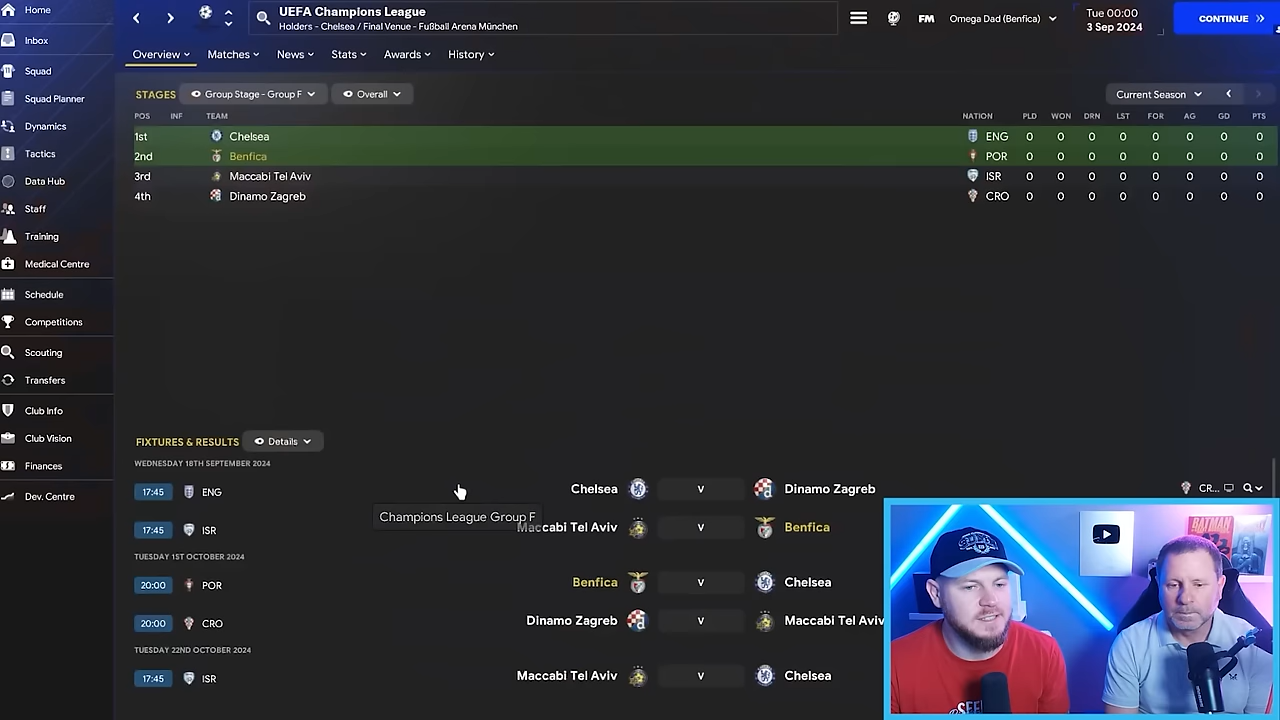 Home
Inbox
Squad
Squad Planner
Dynamics
Tactics
Data Hub
Staff
Training
Medical Centre
Schedule
Competitions
Scouting
Transfers
Club Info
Club Vision
Finances
Dev. Centre
UEFA Champions League
Holders - Chelsea / Final Venue - Fußball Arena München
FM
Omega Dad (Benfica)
Tue 00:00
3 Sep 2024
CONTINUE
Overview Matches News Stats Awards History
STAGES Group Stage - Group F Overall Current Season
POS INF TEAM NATION PLD WON DRN LST FOR AG GD PTS
1st Chelsea ENG 0 0 0 0 0 0 0 0
2nd Benfica POR 0 0 0 0 0 0 0 0
3rd Maccabi Tel Aviv ISR 0 0 0 0 0 0 0 0
4th Dinamo Zagreb CRO 0 0 0 0 0 0 0 0
FIXTURES & RESULTS Details
WEDNESDAY 18TH SEPTEMBER 2024
17:45 ENG Chelsea v Dinamo Zagreb CR...
Champions League Group F
17:45 ISR Maccabi Tel Aviv v Benfica
TUESDAY 1ST OCTOBER 2024
20:00 POR Benfica v Chelsea
20:00 CRO Dinamo Zagreb v Maccabi Tel Aviv
TUESDAY 22ND OCTOBER 2024
17:45 ISR Maccabi Tel Aviv v Chelsea
BATMAN